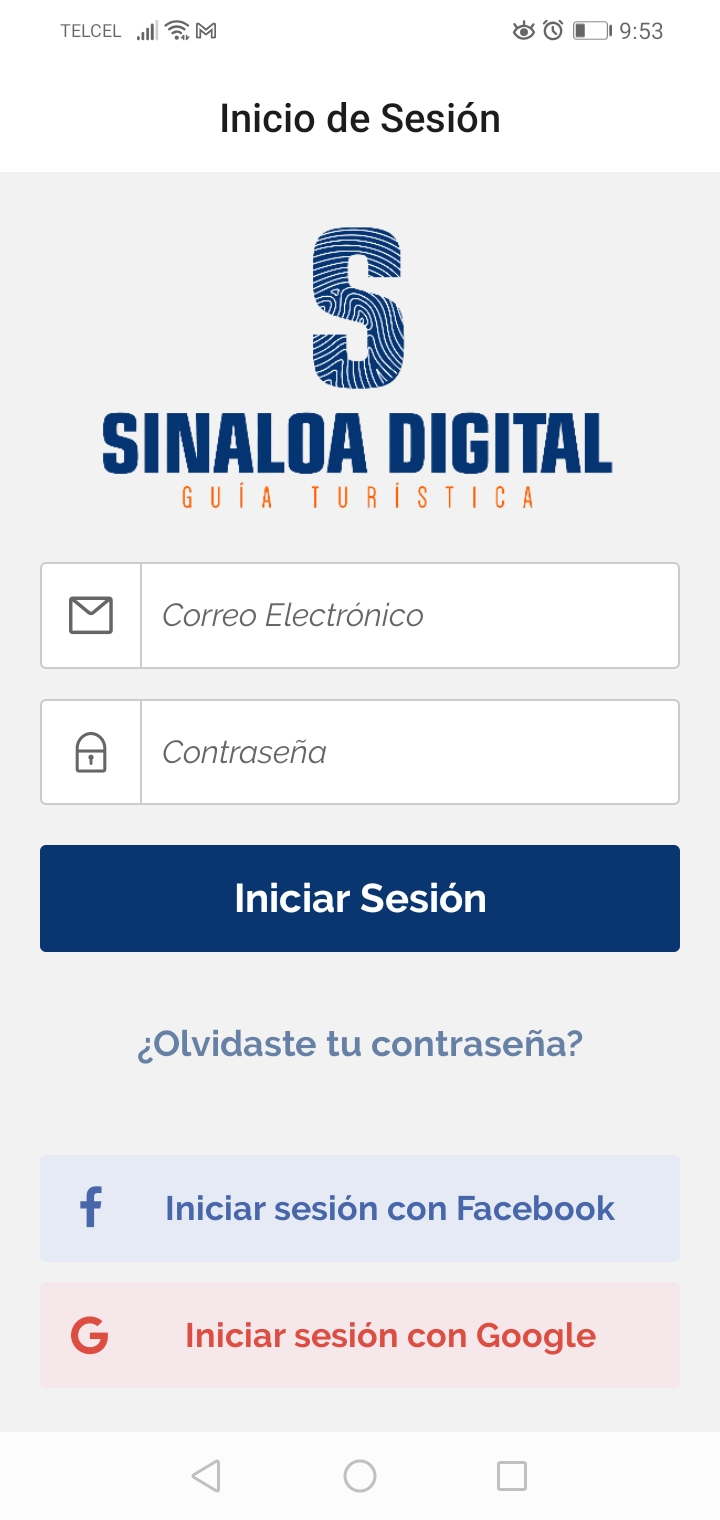 TELCEL 9:53
Inicio de Sesión
S
SINALOA DIGITAL
GUÍA TURÍSTICA
Correo Electrónico
Contraseña
Iniciar Sesión
¿Olvidaste tu contraseña?
Iniciar sesión con Facebook
Iniciar sesión con Google